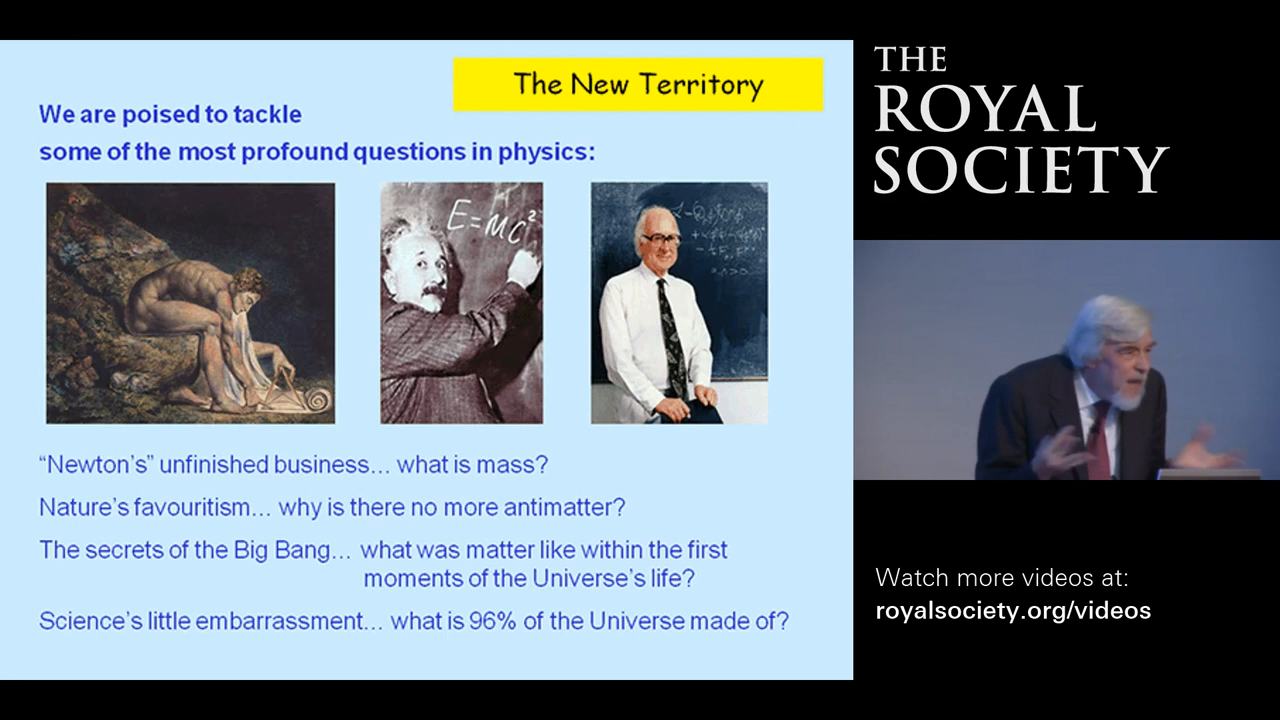 The New Territory
We are poised to tackle
some of the most profound questions in physics:
E=MC²
“Newton’s” unfinished business... what is mass?
Nature’s favouritism... why is there no more antimatter?
The secrets of the Big Bang... what was matter like within the first
moments of the Universe’s life?
Science’s little embarrassment... what is 96% of the Universe made of?
THE
ROYAL
SOCIETY
Watch more videos at:
royalsociety.org/videos